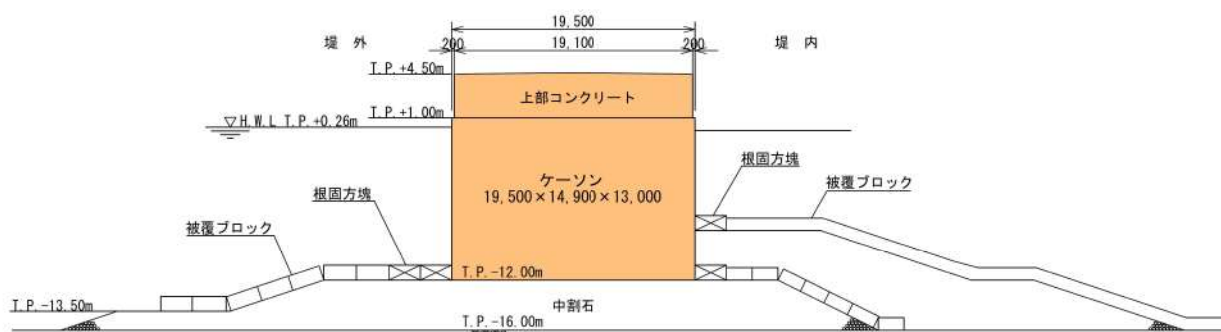 19,500
堤 外
200
19,100
200
堤 内
T.P.+4.50m
上部コンクリート
T.P.+1.00m
▽H.W.L T.P.+0.26m
根固方塊
被覆ブロック
ケーソン
19,500×14,900×13,000
根固方塊
被覆ブロック
T.P.-12.00m
T.P.-13.50m
中割石
T.P.-16.00m